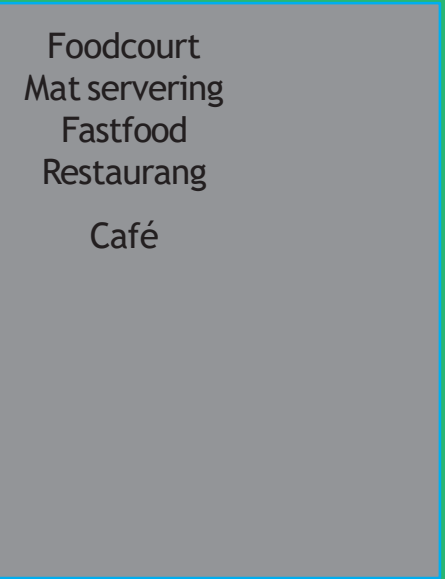 Foodcourt
Mat servering
Fastfood
Restaurang
Café